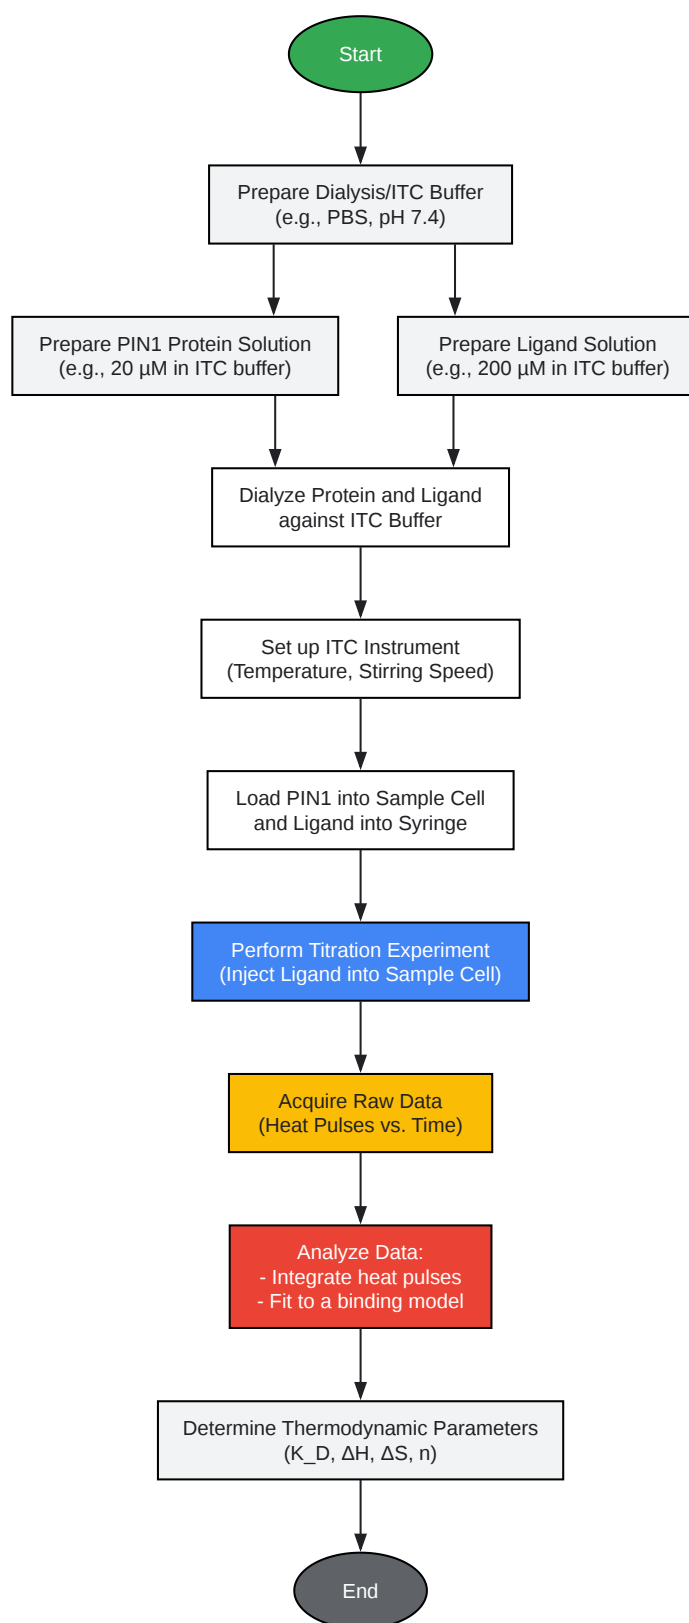 Start
Prepare Dialysis/ITC Buffer
(e.g., PBS, pH 7.4)
Prepare PIN1 Protein Solution
(e.g., 20 µM in ITC buffer)
Prepare Ligand Solution
(e.g., 200 µM in ITC buffer)
Dialyze Protein and Ligand
against ITC Buffer
Set up ITC Instrument
(Temperature, Stirring Speed)
Load PIN1 into Sample Cell
and Ligand into Syringe
Perform Titration Experiment
(Inject Ligand into Sample Cell)
Acquire Raw Data
(Heat Pulses vs. Time)
Analyze Data:
- Integrate heat pulses
- Fit to a binding model
Determine Thermodynamic Parameters
(K_D, ΔH, ΔS, n)
End